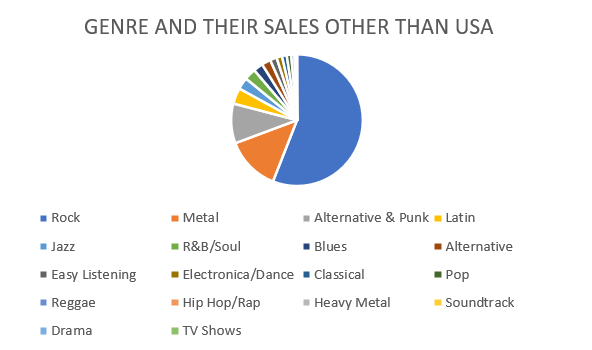 GENRE AND THEIR SALES OTHER THAN USA
Rock Metal Alternative & Punk Latin
Jazz R&B/Soul Blues Alternative
Easy Listening Electronica/Dance Classical Pop
Reggae Hip Hop/Rap Heavy Metal Soundtrack
Drama TV Shows